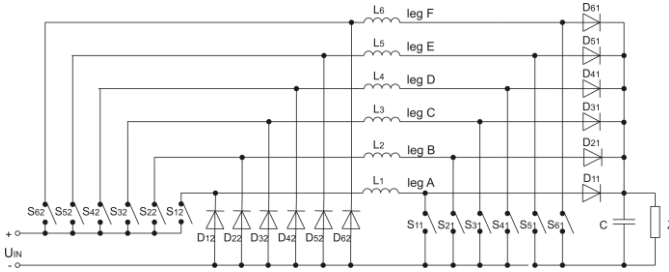 L6 leg F D61
L5 leg E D51
L4 leg D D41
L3 leg C D31
L2 leg B D21
L1 leg A D11
S62 S52 S42 S32 S22 S12
S11 S21 S31 S41 S51 S61 C Z
+
D12 D22 D32 D42 D52 D62
UIN
-